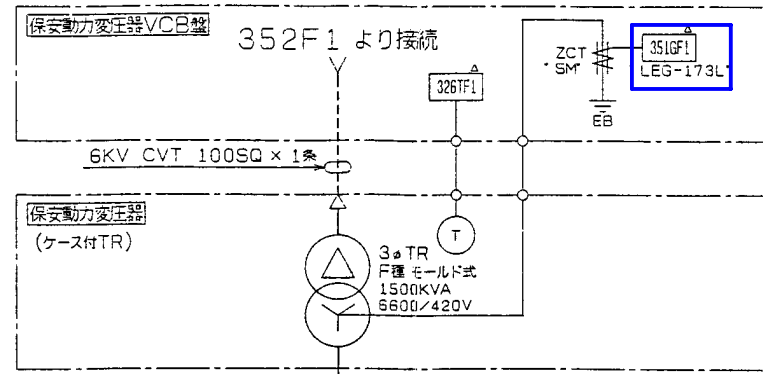 保安動力変圧器VCB盤
352F1 より接続
326TF1
ZCT
"SM"
351GF1
LEG-173L"
EB
6KV CVT 100SQ × 1条
保安動力変圧器
(ケース付TR)
T
3φTR
F種 モールド式
1500KVA
6600/420V